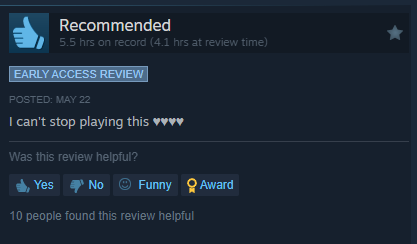 Recommended
5.5 hrs on record (4.1 hrs at review time)
EARLY ACCESS REVIEW
POSTED: MAY 22
I can't stop playing this ♥♥♥♥
Was this review helpful?
Yes No Funny Award
10 people found this review helpful